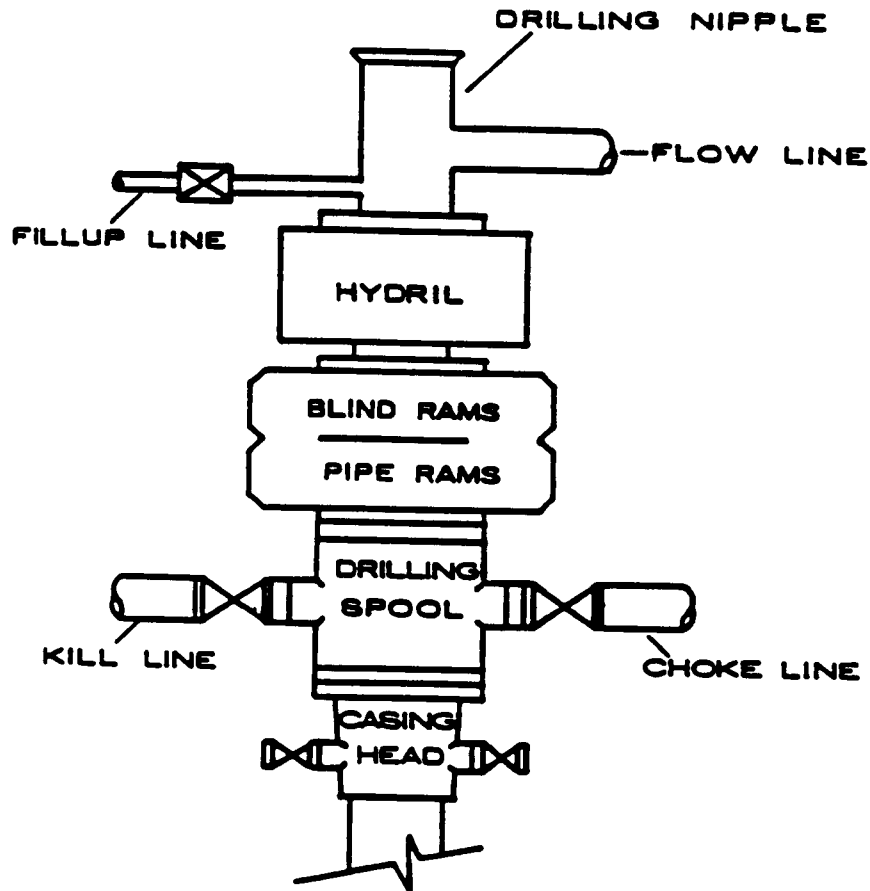 DRILLING NIPPLE
FLOW LINE
FILLUP LINE
HYDRIL
BLIND RAMS
PIPE RAMS
DRILLING
SPOOL
KILL LINE
CHOKE LINE
CASING
HEAD